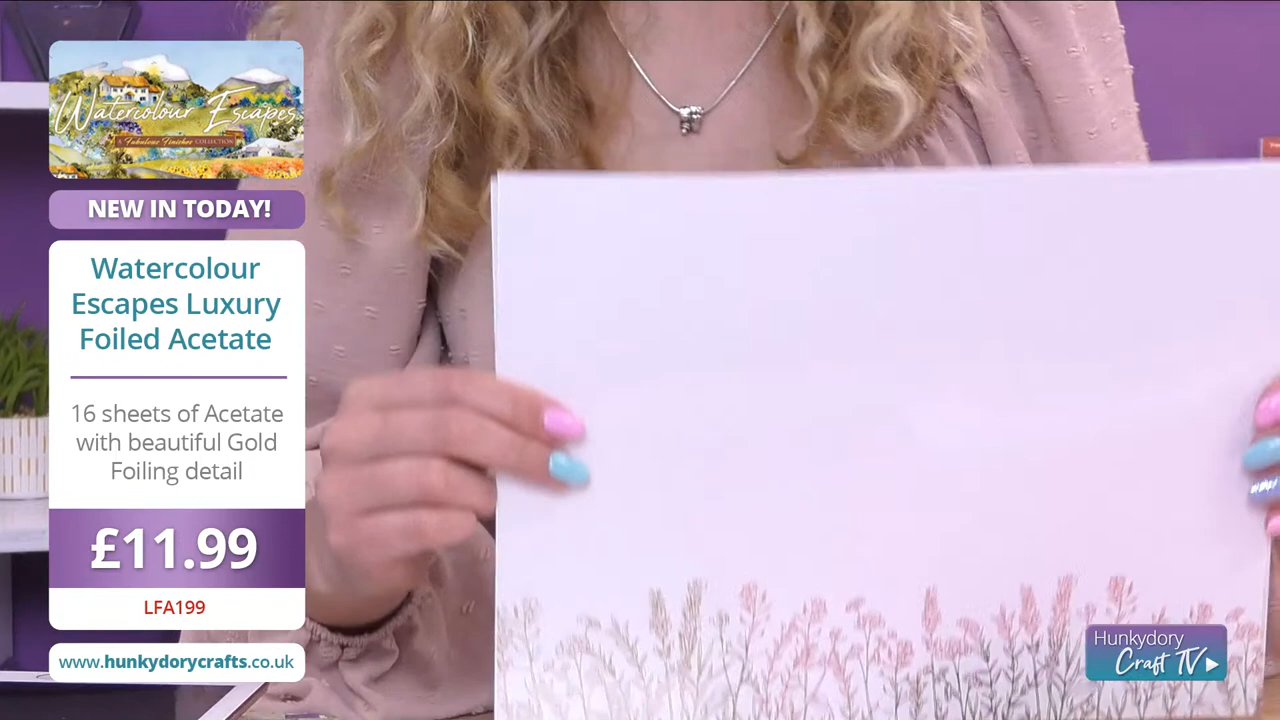 Watercolour Escapes
A Fabulous Finishes COLLECTION
NEW IN TODAY!
Watercolour
Escapes Luxury
Foiled Acetate
16 sheets of Acetate
with beautiful Gold
Foiling detail
£11.99
LFA199
www.hunkydorycrafts.co.uk
Hunkydory
Craft TV